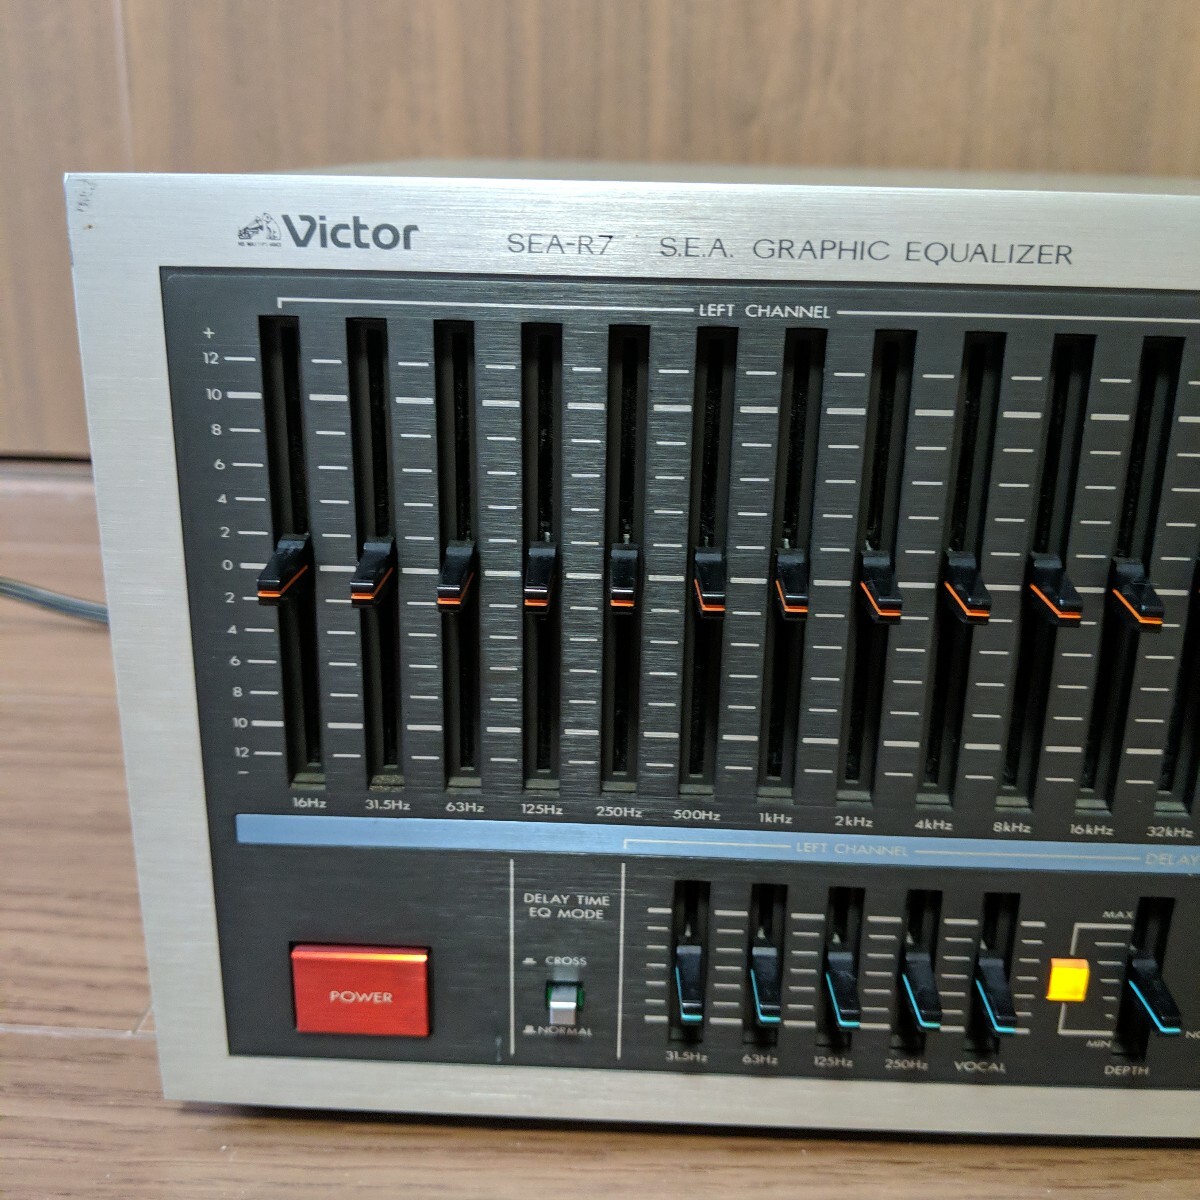 Victor SEA-R7 S.E.A. GRAPHIC EQUALIZER
LEFT CHANNEL
+
12
10
8
6
4
2
0
2
4
6
8
10
12
-
16Hz 31.5Hz 63Hz 125Hz 250Hz 500Hz 1kHz 2kHz 4kHz 8kHz 16kHz 32kHz
LEFT CHANNEL DELAY
DELAY TIME
EQ MODE
CROSS
NORMAL
POWER
31.5Hz 63Hz 125Hz 250Hz VOCAL
MAX
MIN
DEPTH